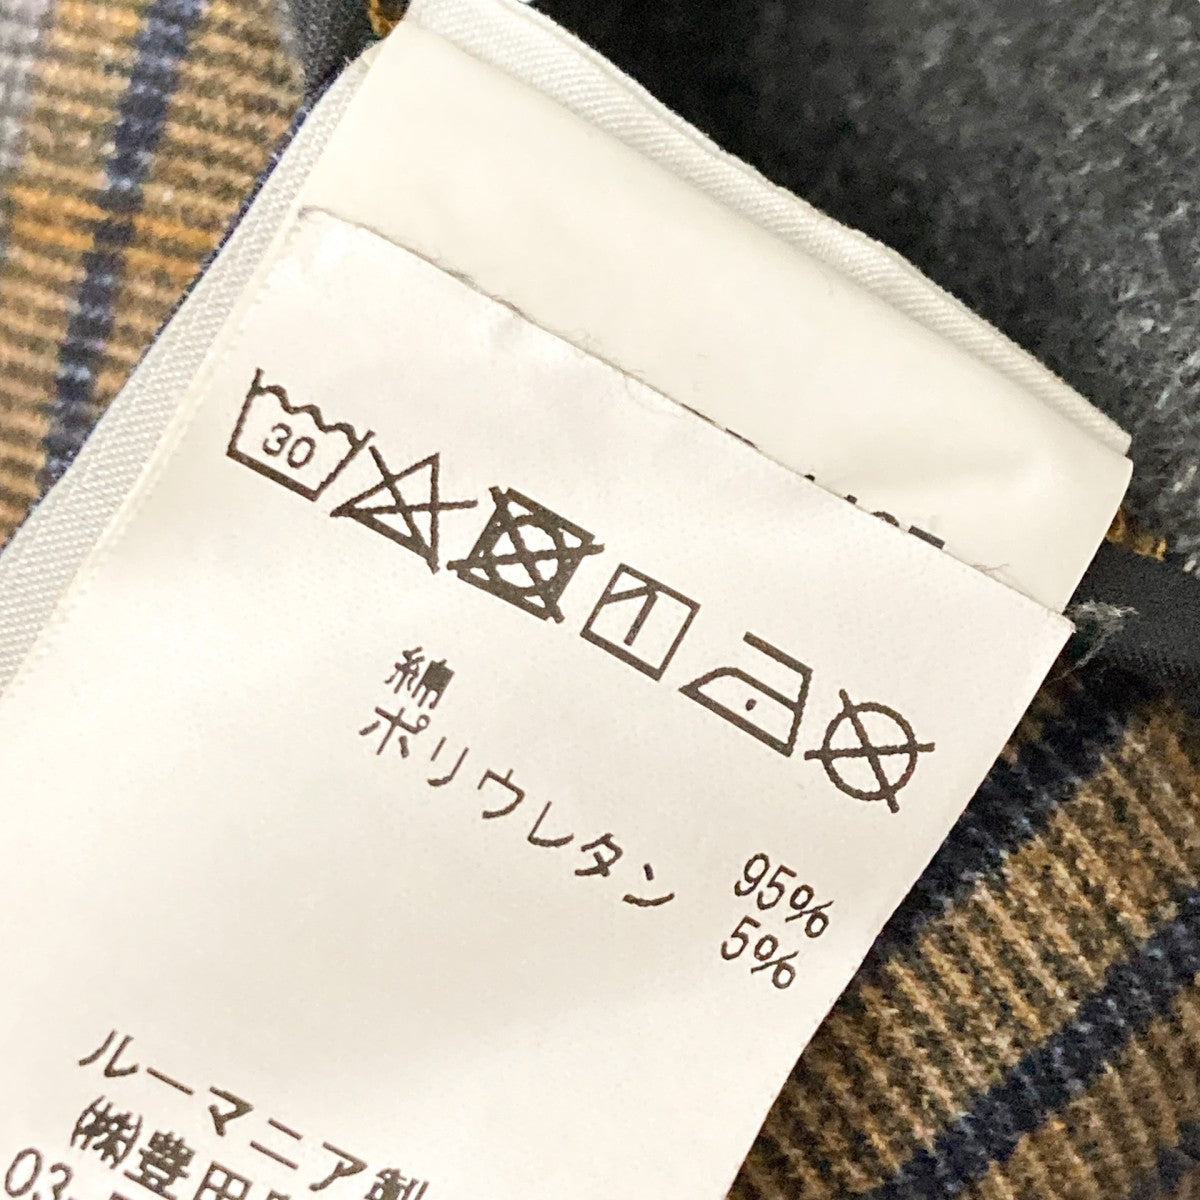 30
綿 95%
ポリウレタン 5%
ルーマニア製
㈱豊田
03